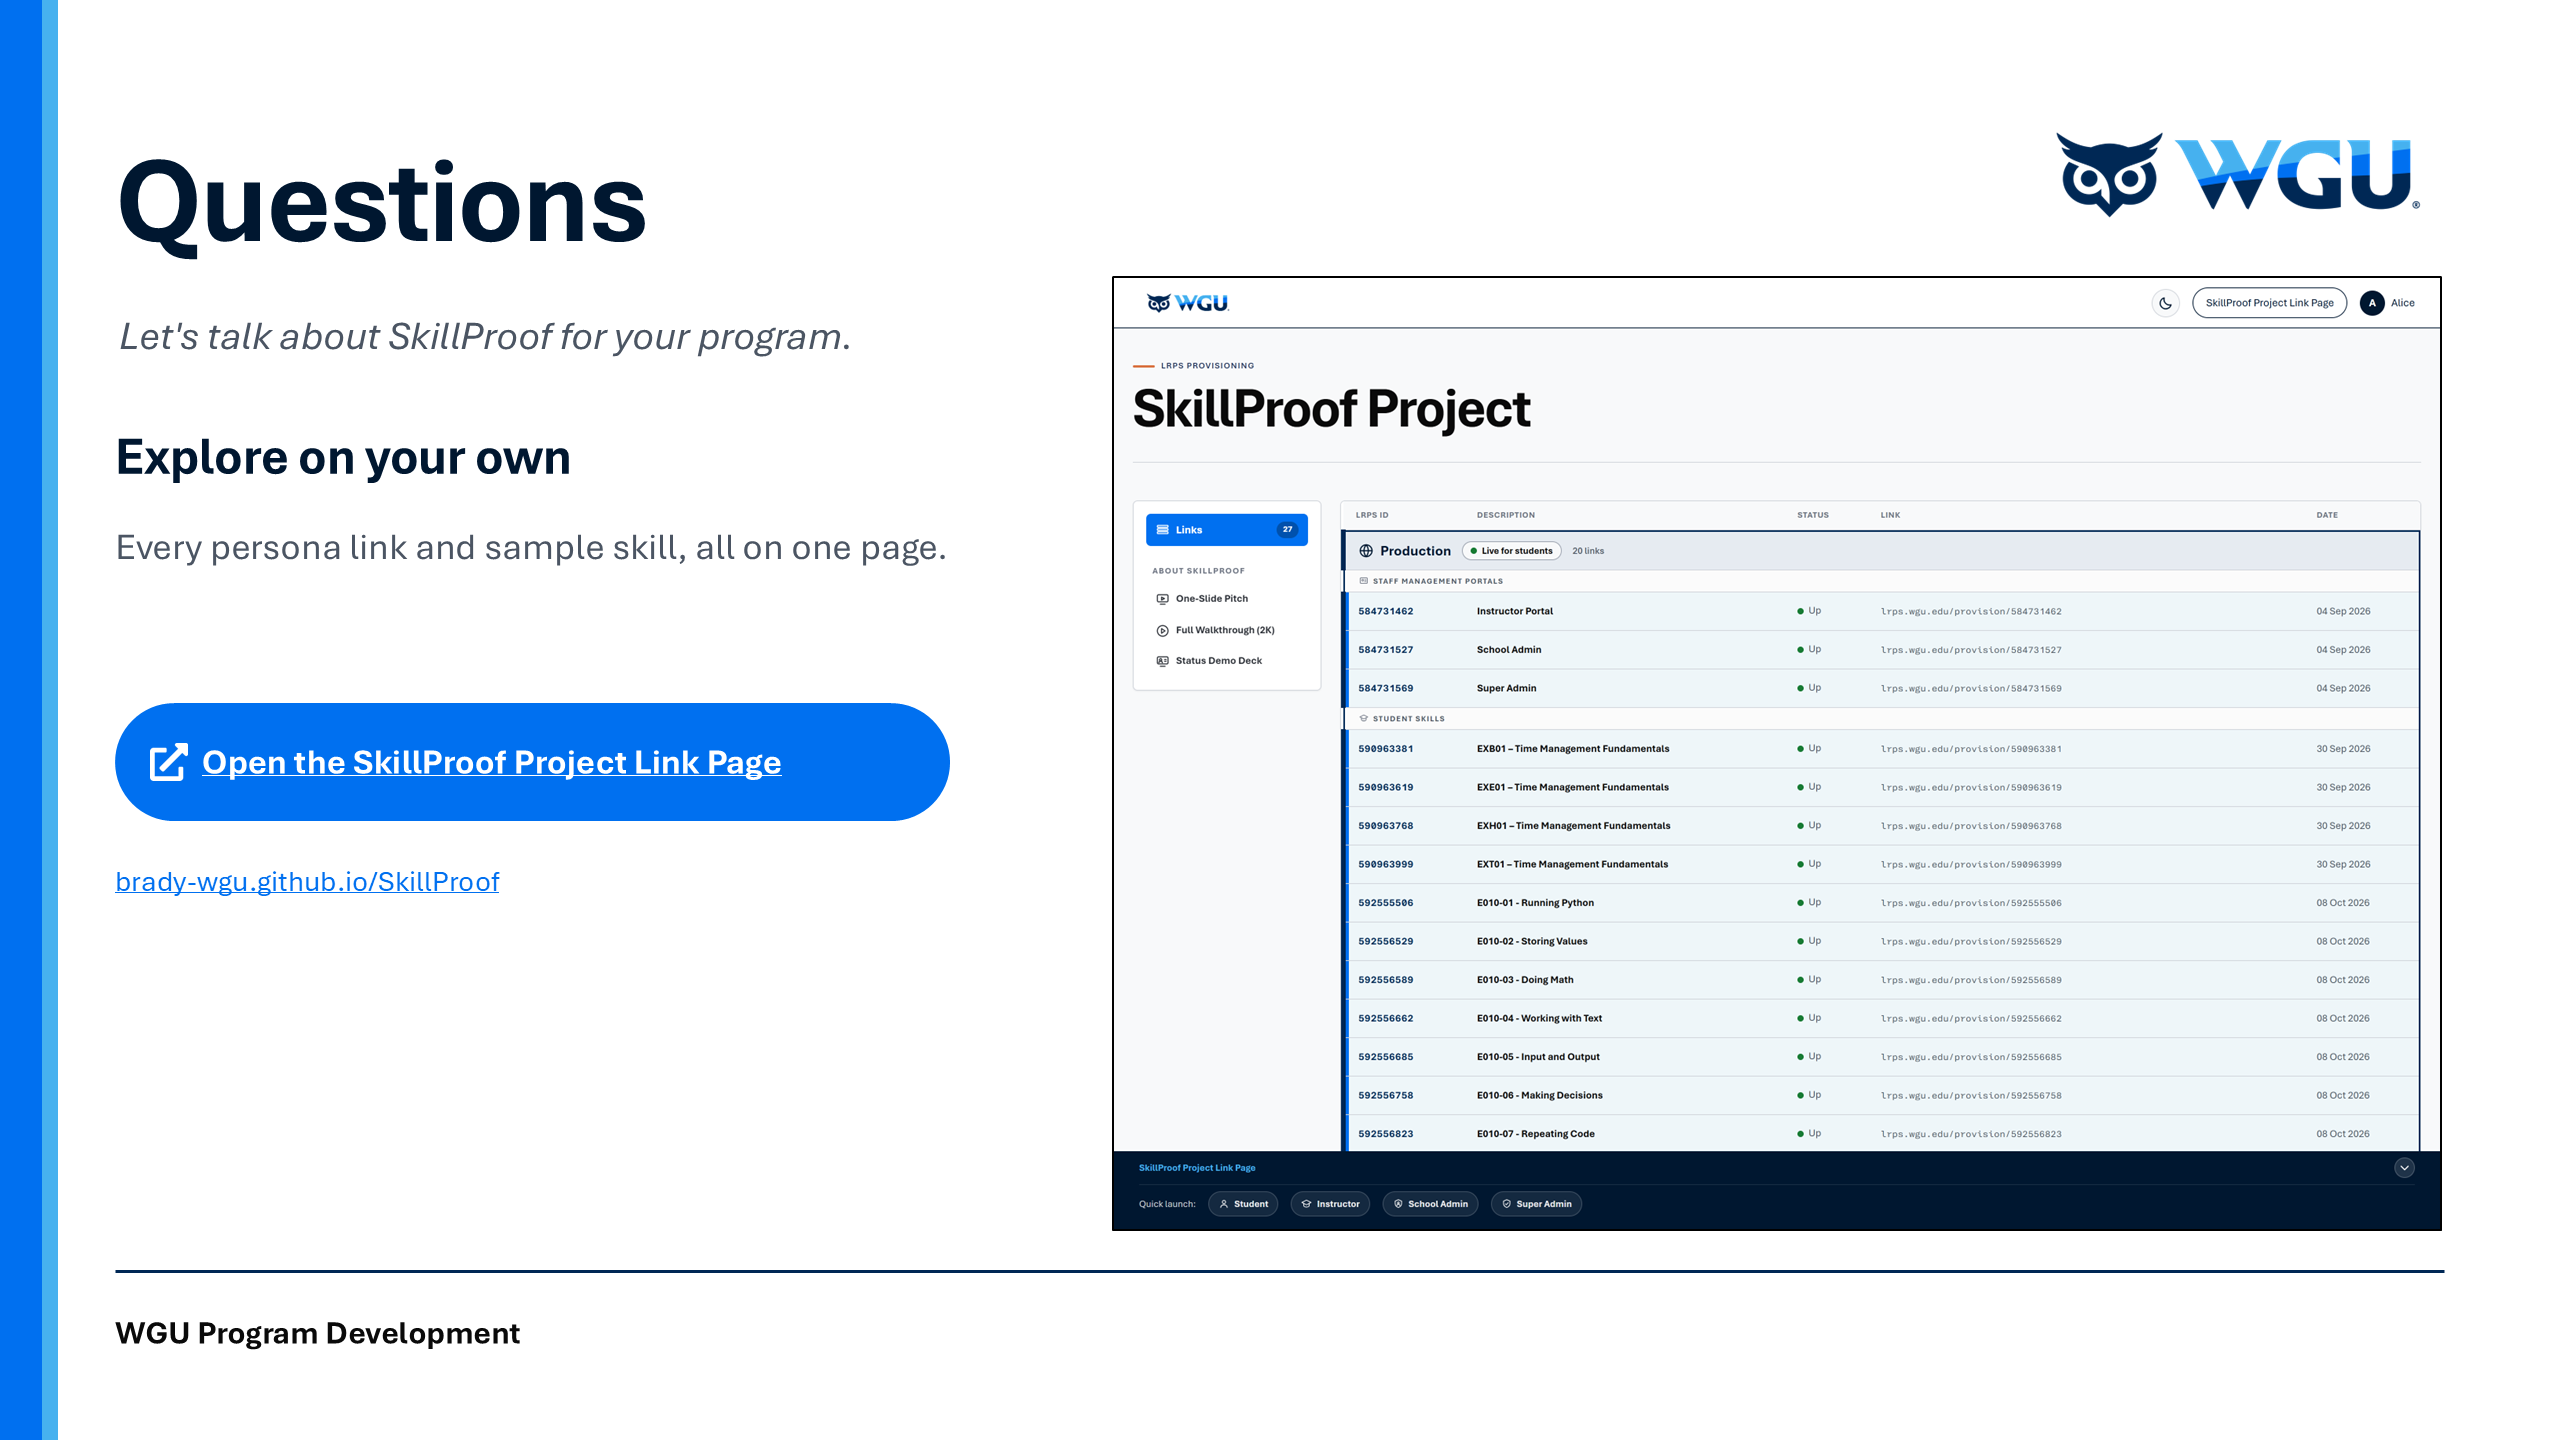 Questions
WGU®
Let's talk about SkillProof for your program.
Explore on your own
Every persona link and sample skill, all on one page.
Open the SkillProof Project Link Page
brady-wgu.github.io/SkillProof
WGU
SkillProof Project Link Page
A Alice
LRPS PROVISIONING
SkillProof Project
Links 27
ABOUT SKILLPROOF
One-Slide Pitch
Full Walkthrough (2K)
Status Demo Deck
LRPS ID DESCRIPTION STATUS LINK DATE
Production Live for students 20 links
STAFF MANAGEMENT PORTALS
584731462 Instructor Portal Up lrps.wgu.edu/provision/584731462 04 Sep 2026
584731527 School Admin Up lrps.wgu.edu/provision/584731527 04 Sep 2026
584731569 Super Admin Up lrps.wgu.edu/provision/584731569 04 Sep 2026
STUDENT SKILLS
590963381 EXB01 – Time Management Fundamentals Up lrps.wgu.edu/provision/590963381 30 Sep 2026
590963619 EXE01 – Time Management Fundamentals Up lrps.wgu.edu/provision/590963619 30 Sep 2026
590963768 EXH01 – Time Management Fundamentals Up lrps.wgu.edu/provision/590963768 30 Sep 2026
590963999 EXT01 – Time Management Fundamentals Up lrps.wgu.edu/provision/590963999 30 Sep 2026
592555506 E010-01 - Running Python Up lrps.wgu.edu/provision/592555506 08 Oct 2026
592556529 E010-02 - Storing Values Up lrps.wgu.edu/provision/592556529 08 Oct 2026
592556589 E010-03 - Doing Math Up lrps.wgu.edu/provision/592556589 08 Oct 2026
592556662 E010-04 - Working with Text Up lrps.wgu.edu/provision/592556662 08 Oct 2026
592556685 E010-05 - Input and Output Up lrps.wgu.edu/provision/592556685 08 Oct 2026
592556758 E010-06 - Making Decisions Up lrps.wgu.edu/provision/592556758 08 Oct 2026
592556823 E010-07 - Repeating Code Up lrps.wgu.edu/provision/592556823 08 Oct 2026
SkillProof Project Link Page
Quick launch: Student Instructor School Admin Super Admin
WGU Program Development